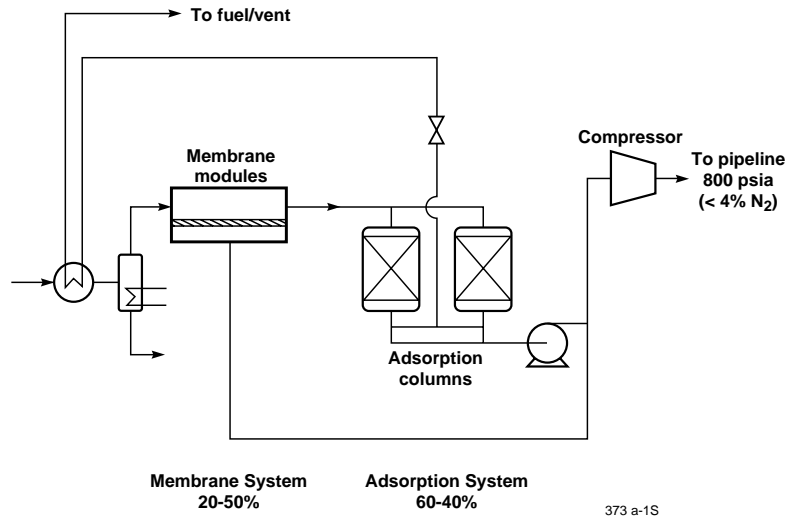 To fuel/vent
Compressor
To pipeline
800 psia
(< 4% N2)
Membrane
modules
Adsorption
columns
Membrane System
20-50%
Adsorption System
60-40%
373 a-1S